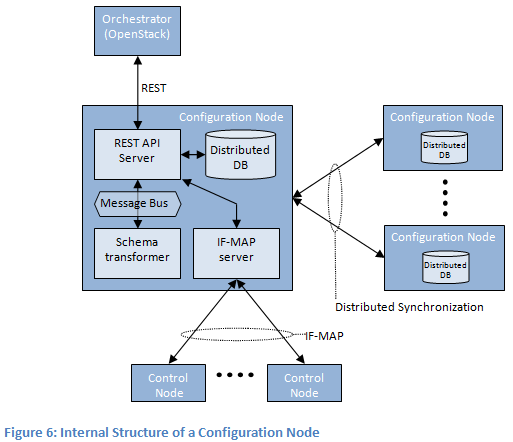 Orchestrator
(OpenStack)
REST
Configuration Node
REST API
Server
Distributed
DB
Message Bus
Schema
transformer
IF-MAP
server
Configuration Node
Distributed
DB
Configuration Node
Distributed
DB
Distributed Synchronization
IF-MAP
Control
Node
Control
Node
Figure 6: Internal Structure of a Configuration Node